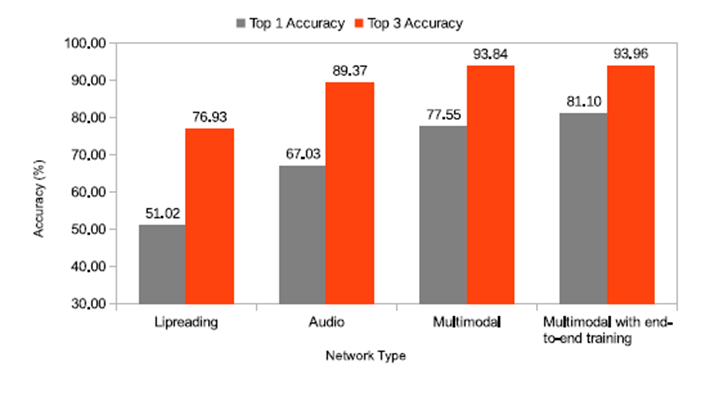 Top 1 Accuracy Top 3 Accuracy
100.00
90.00
80.00
70.00
60.00
50.00
40.00
30.00
Accuracy (%)
51.02 76.93
67.03 89.37
77.55 93.84
81.10 93.96
Lipreading Audio Multimodal Multimodal with end-
to-end training
Network Type